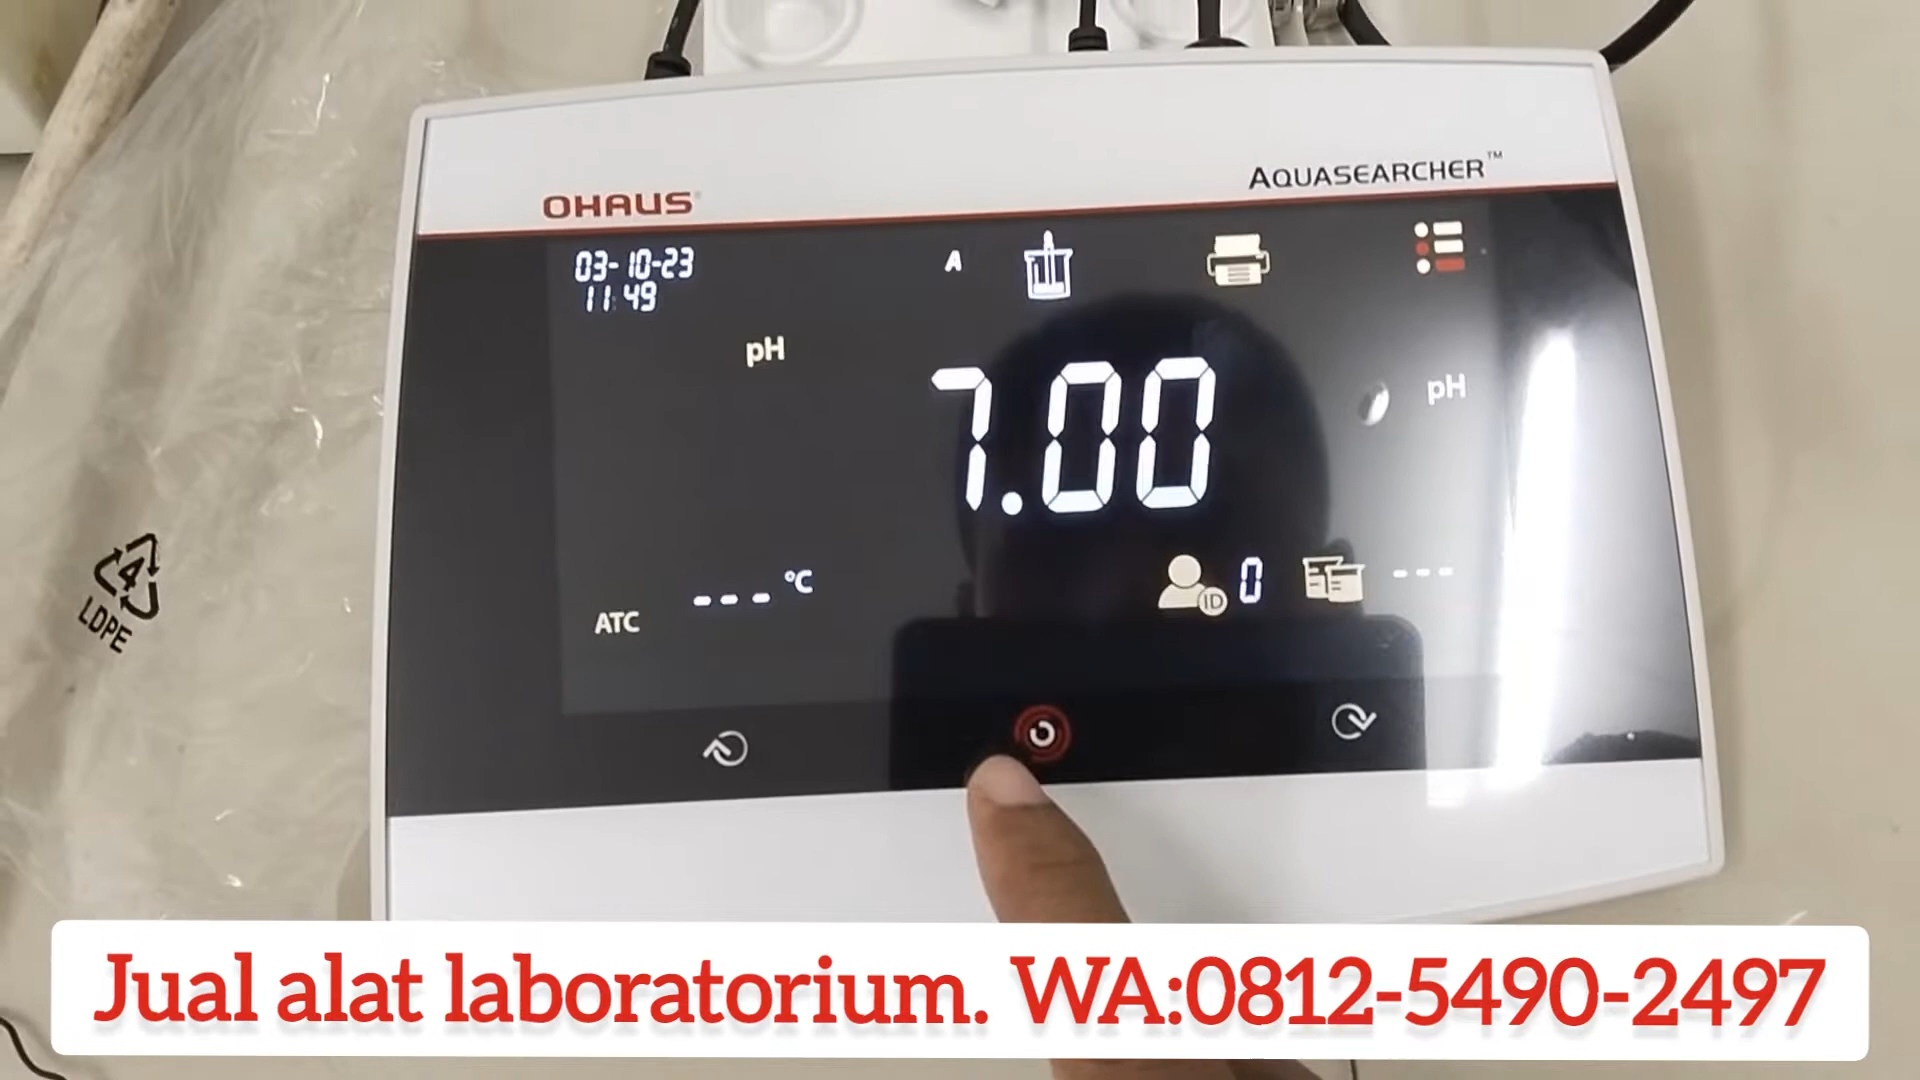 OHAUS®
AQUASEARCHER™
03-10-23
11:49
A
pH
7.00
pH
--- °C
ATC
ID 0
---
4
LDPE
Jual alat laboratorium. WA:0812-5490-2497